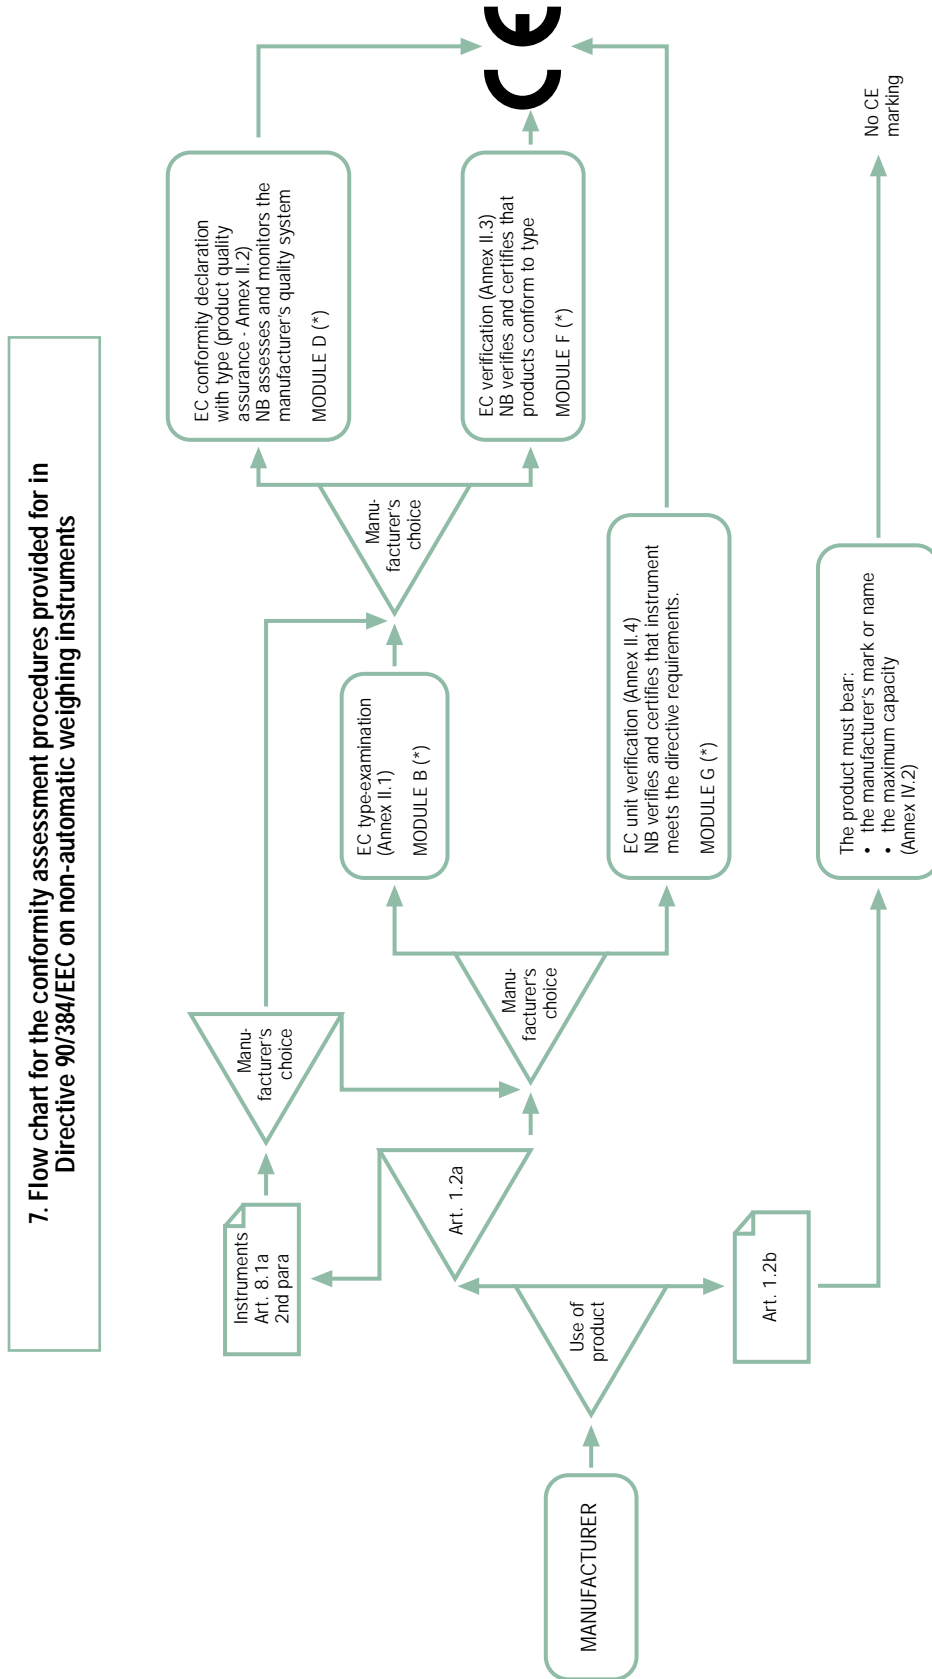 7. Flow chart for the conformity assessment procedures provided for in
Directive 90/384/EEC on non-automatic weighing instruments
MANUFACTURER
Use of
product
Art. 1.2a
Art. 1.2b
Instruments
Art. 8.1a
2nd para
Manu-
facturer's
choice
Manu-
facturer's
choice
EC type-examination
(Annex II.1)
MODULE B (*)
EC unit verification (Annex II.4)
NB verifies and certifies that instrument
meets the directive requirements.
MODULE G (*)
The product must bear:
• the manufacturer's mark or name
• the maximum capacity
(Annex IV.2)
Manu-
facturer's
choice
EC conformity declaration
with type (product quality
assurance - Annex II.2)
NB assesses and monitors the
manufacturer's quality system
MODULE D (*)
EC verification (Annex II.3)
NB verifies and certifies that
products conform to type
MODULE F (*)
CE
No CE
marking